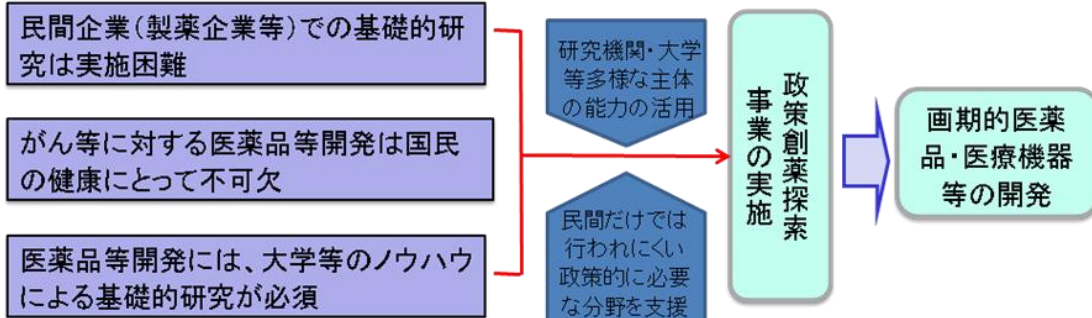 民間企業(製薬企業等)での基礎的研
究は実施困難
がん等に対する医薬品等開発は国民
の健康にとって不可欠
医薬品等開発には、大学等のノウハウ
による基礎的研究が必須
研究機関・大学
等多様な主体
の能力の活用
民間だけでは
行われにくい
政策的に必要
な分野を支援
政策創薬探索
事業の実施
画期的医薬
品・医療機器
等の開発